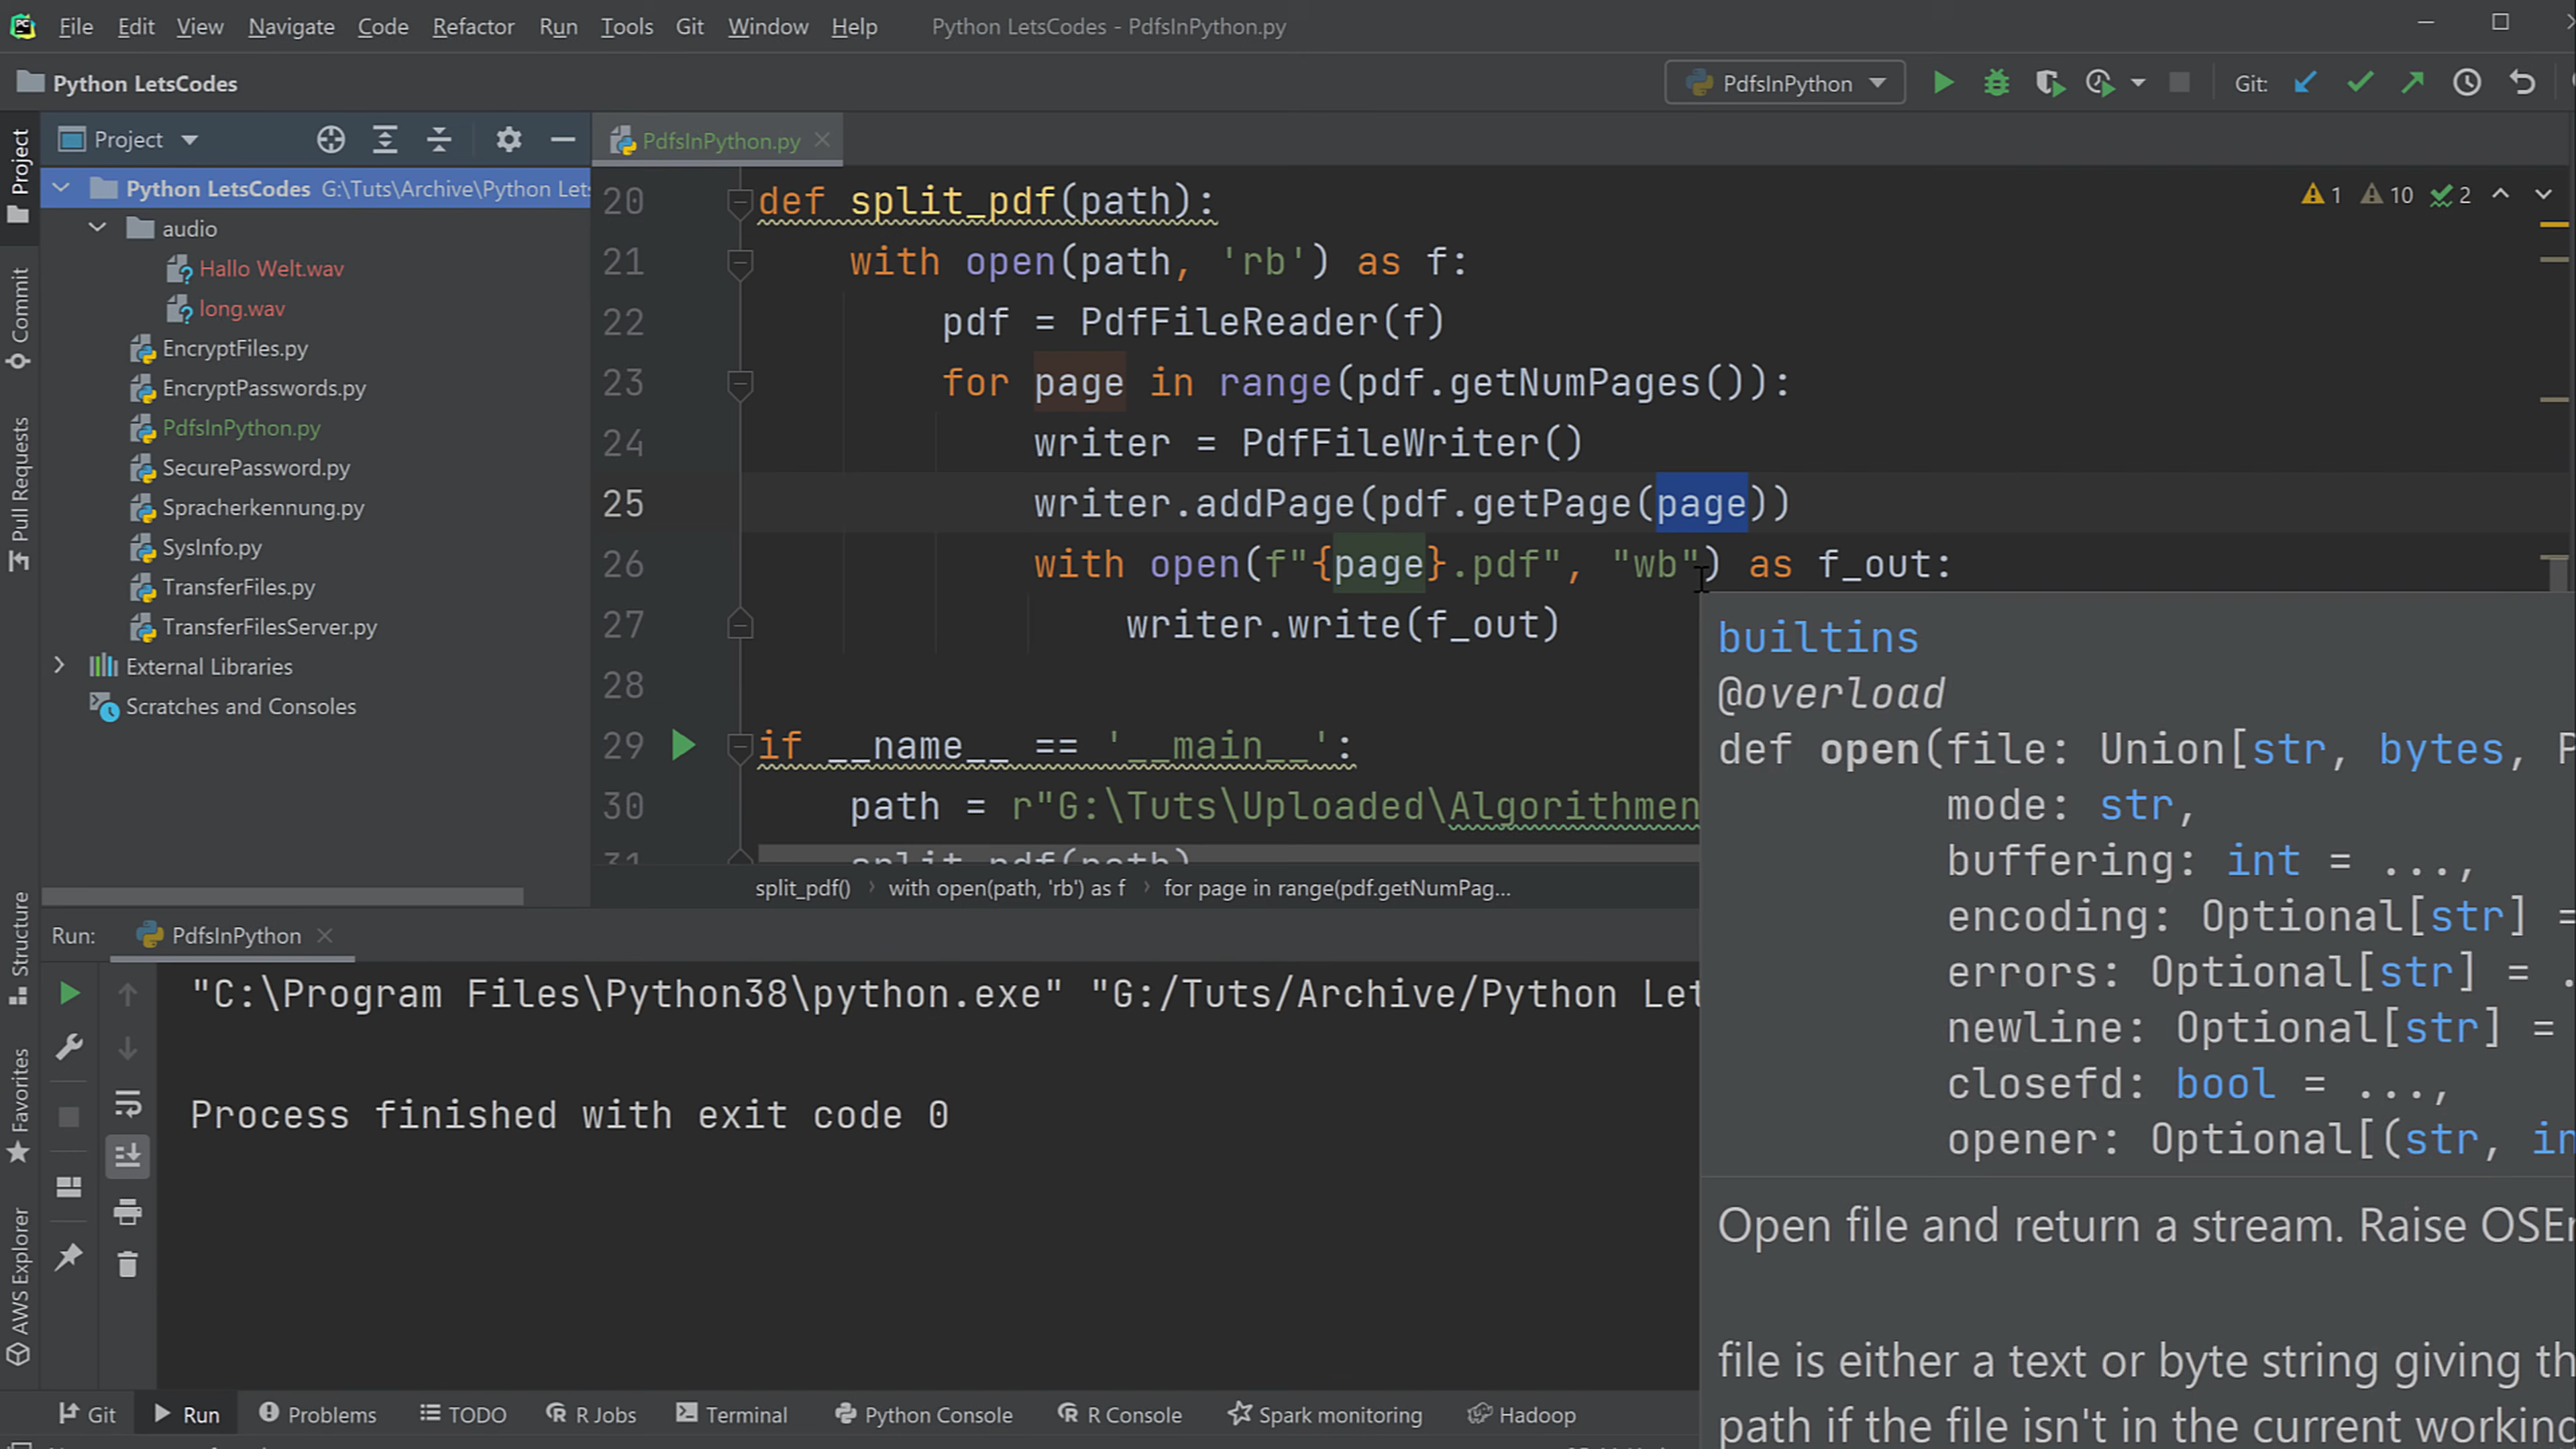 File Edit View Navigate Code Refactor Run Tools Git Window Help Python LetsCodes - PdfsInPython.py
Python LetsCodes PdfsInPython Git:
Project PdfsInPython.py
Python LetsCodes G:\Tuts\Archive\Python Lets
audio
Hallo Welt.wav
long.wav
EncryptFiles.py
EncryptPasswords.py
PdfsInPython.py
SecurePassword.py
Spracherkennung.py
SysInfo.py
TransferFiles.py
TransferFilesServer.py
External Libraries
Scratches and Consoles
1 10 2
20 def split_pdf(path):
21 with open(path, 'rb') as f:
22 pdf = PdfFileReader(f)
23 for page in range(pdf.getNumPages()):
24 writer = PdfFileWriter()
25 writer.addPage(pdf.getPage(page))
26 with open(f"{page}.pdf", "wb") as f_out:
27 writer.write(f_out)
28
29 if __name__ == '__main__':
30 path = r"G:\Tuts\Uploaded\Algorithmen
31 split_pdf(path)
split_pdf() › with open(path, 'rb') as f › for page in range(pdf.getNumPag...
builtins
@overload
def open(file: Union[str, bytes, P
mode: str,
buffering: int = ...,
encoding: Optional[str] =
errors: Optional[str] = .
newline: Optional[str] =
closefd: bool = ...,
opener: Optional[(str, in
Open file and return a stream. Raise OSEr
file is either a text or byte string giving th
path if the file isn't in the current working
Run: PdfsInPython
"C:\Program Files\Python38\python.exe" "G:/Tuts/Archive/Python Let
Process finished with exit code 0
Project
Commit
Pull Requests
Structure
Favorites
AWS Explorer
Git Run Problems TODO R Jobs Terminal Python Console R Console Spark monitoring Hadoop